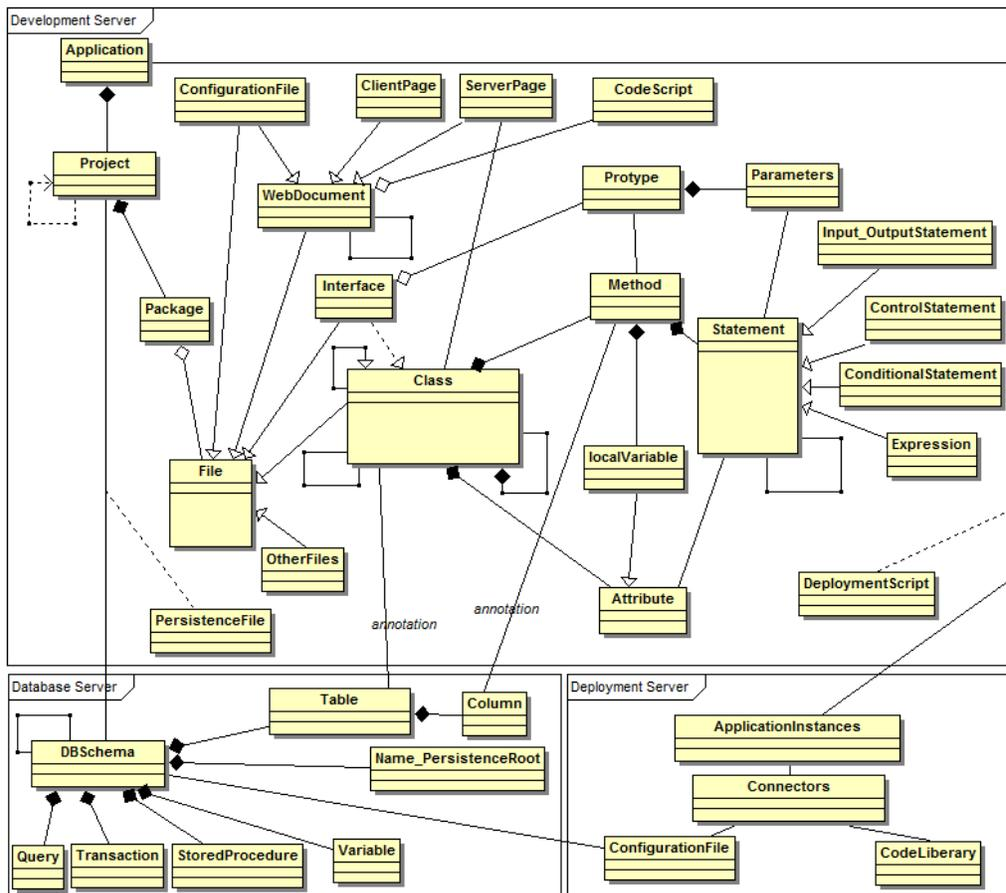 Development Server
Application
ConfigurationFile
ClientPage
ServerPage
CodeScript
Project
WebDocument
Protype
Parameters
Input_OutputStatement
Package
Interface
Method
ControlStatement
Statement
Class
ConditionalStatement
File
localVariable
Expression
OtherFiles
DeploymentScript
PersistenceFile
annotation
annotation
Attribute
Database Server
Deployment Server
Table
Column
ApplicationInstances
DBSchema
Name_PersistenceRoot
Connectors
Query
Transaction
StoredProcedure
Variable
ConfigurationFile
CodeLiberary